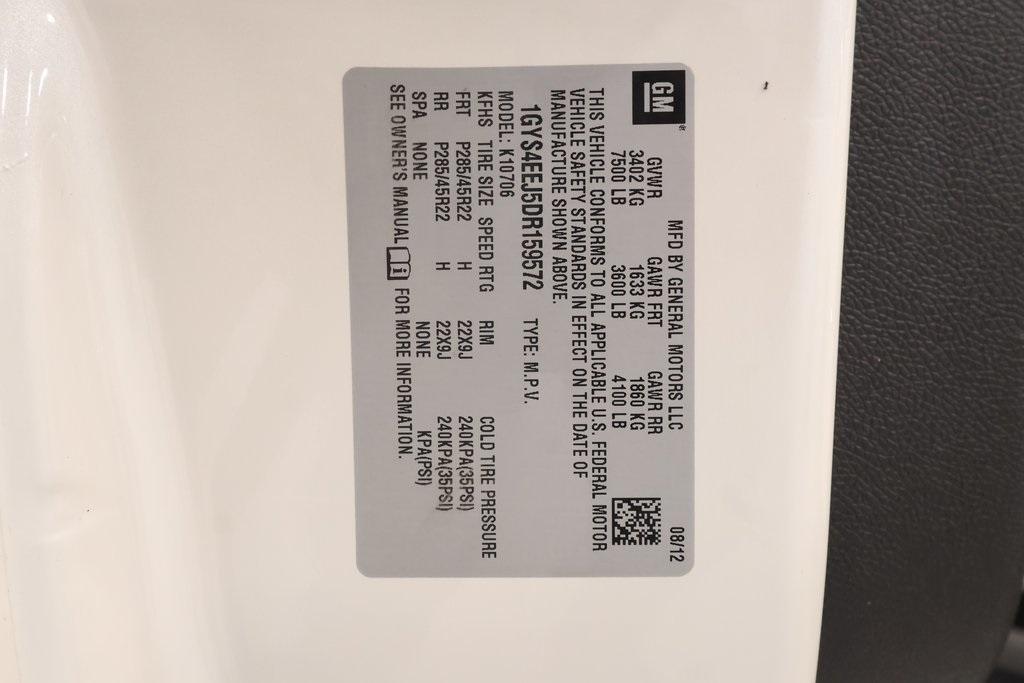 GM®
MFD BY GENERAL MOTORS LLC 08/12
GVWR GAWR FRT GAWR RR
3402 KG 1633 KG 1860 KG
7500 LB 3600 LB 4100 LB
THIS VEHICLE CONFORMS TO ALL APPLICABLE U.S. FEDERAL MOTOR
VEHICLE SAFETY STANDARDS IN EFFECT ON THE DATE OF
MANUFACTURE SHOWN ABOVE.
1GYS4EEJ5DR159572 TYPE: M.P.V.
MODEL: K10706
KFHS TIRE SIZE SPEED RTG RIM COLD TIRE PRESSURE
FRT P285/45R22 H 22X9J 240KPA(35PSI)
RR P285/45R22 H 22X9J 240KPA(35PSI)
SPA NONE NONE KPA(PSI)
SEE OWNER'S MANUAL FOR MORE INFORMATION.